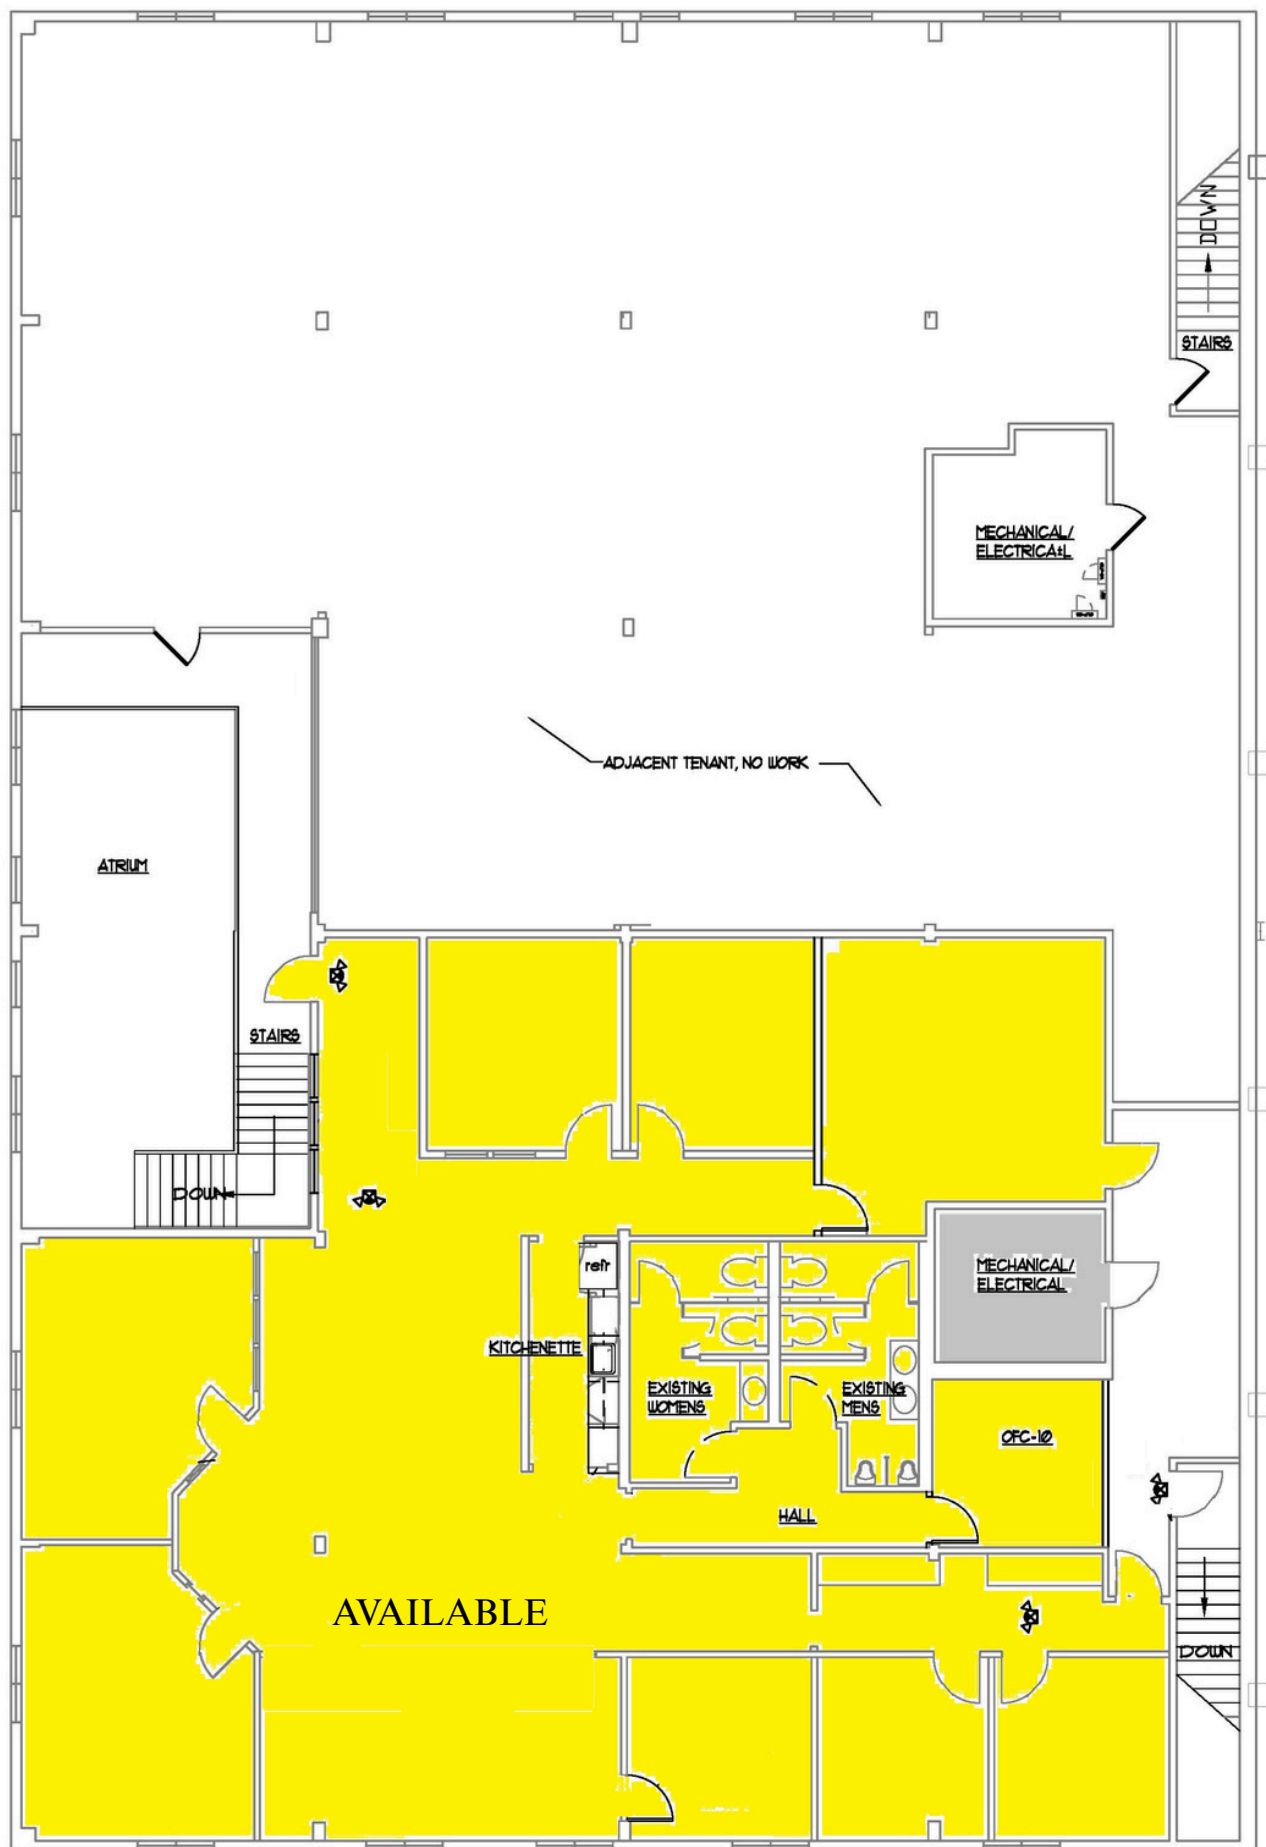 DOWN
STAIRS
MECHANICAL/
ELECTRICA±L
ADJACENT TENANT, NO WORK
ATRIUM
STAIRS
DOWN
refr
MECHANICAL/
ELECTRICAL
KITCHENETTE
EXISTING
WOMENS
EXISTING
MENS
OFC-10
HALL
AVAILABLE
DOWN